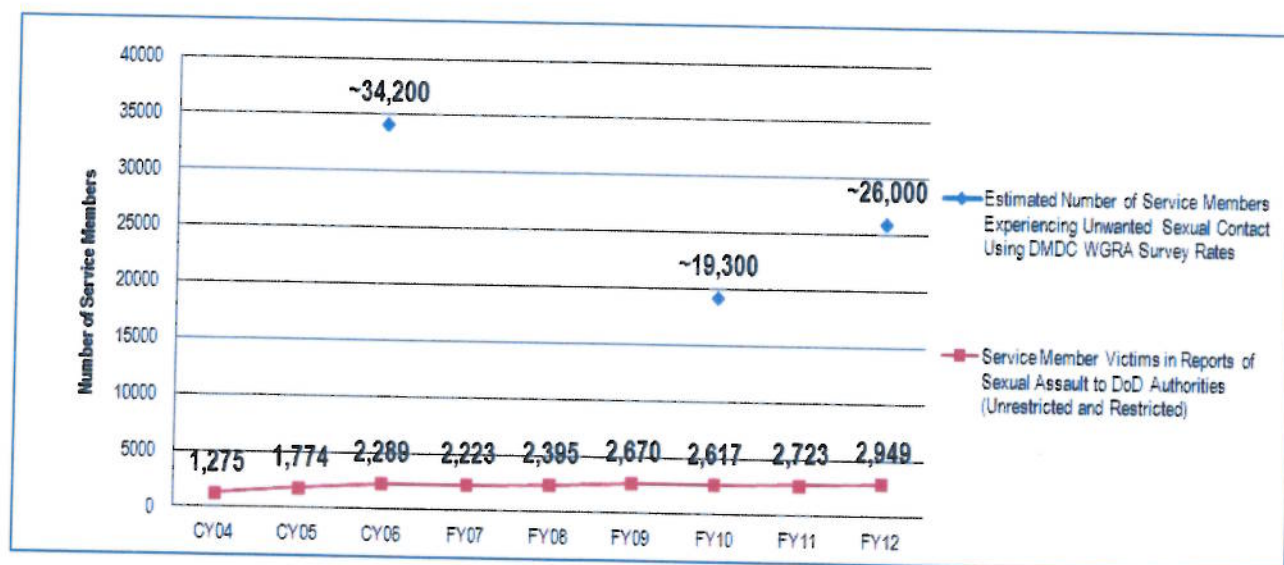 Number of Service Members
40000
35000
30000
25000
20000
15000
10000
5000
0
~34,200
~19,300
~26,000
1,275 1,774 2,289 2,223 2,395 2,670 2,617 2,723 2,949
CY04 CY05 CY06 FY07 FY08 FY09 FY10 FY11 FY12
Estimated Number of Service Members
Experiencing Unwanted Sexual Contact
Using DMDC WGRA Survey Rates
Service Member Victims in Reports of
Sexual Assault to DoD Authorities
(Unrestricted and Restricted)